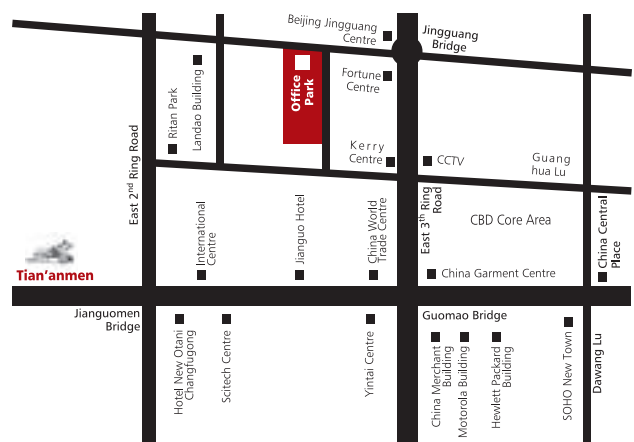 Beijing Jingguang
Centre
Jingguang
Bridge
Fortune
Centre
Office
Park
Landao Building
Ritan Park
Kerry
Centre
CCTV
Guang
hua Lu
East 2nd Ring Road
East 3th Ring
Road
CBD Core Area
International
Centre
Jianguo Hotel
China World
Trade Centre
China Garment Centre
China Central
Place
Tian'anmen
Jianguomen
Bridge
Guomao Bridge
Hotel New Otani
Changfugong
Scitech Centre
Yintai Centre
China Merchant
Building
Motorola Building
Hewlett Packard
Building
SOHO New Town
Dawang Lu